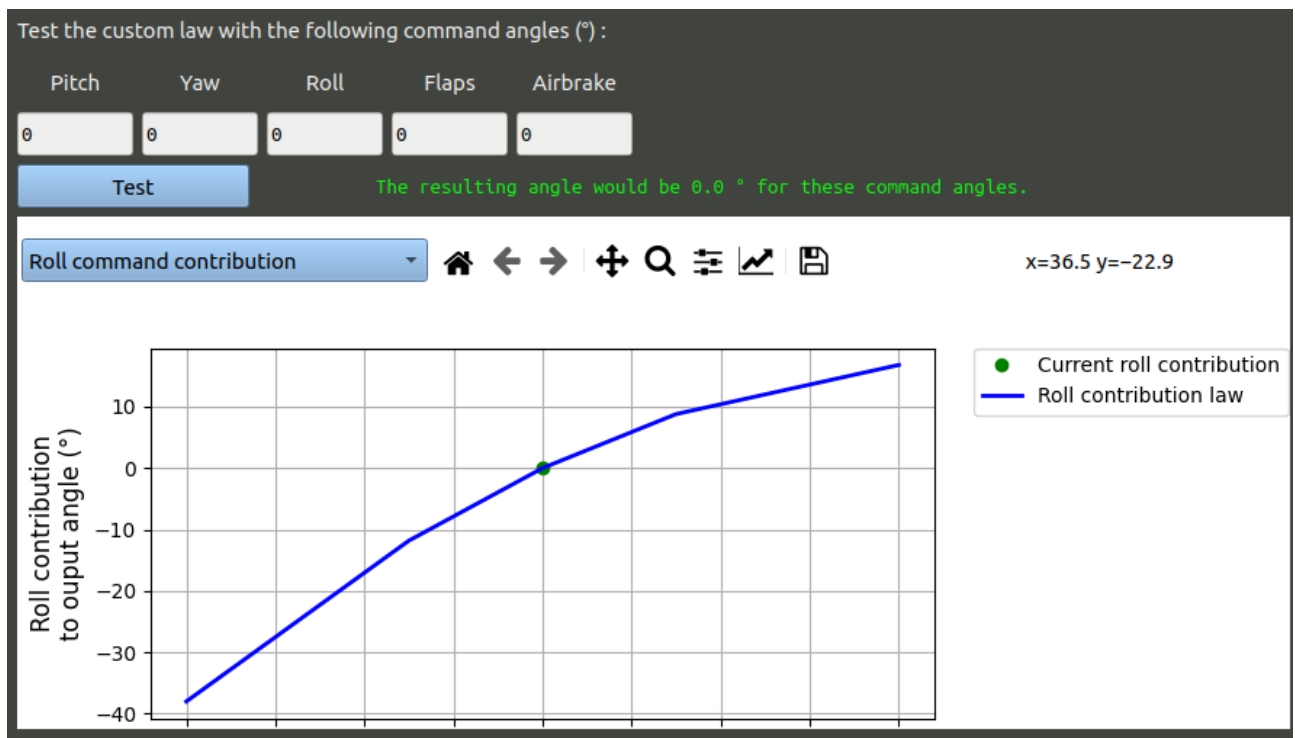 Test the custom law with the following command angles (°) :
Pitch Yaw Roll Flaps Airbrake
0 0 0 0 0
Test The resulting angle would be 0.0 ° for these command angles.
Roll command contribution x=36.5 y=−22.9
Current roll contribution
Roll contribution law
Roll contribution
to ouput angle (°)
10
0
−10
−20
−30
−40